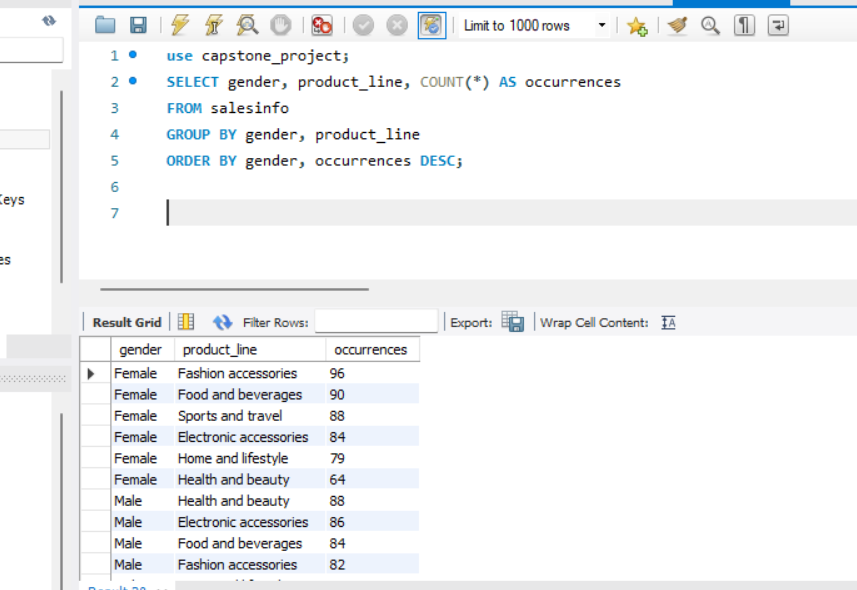 Limit to 1000 rows
1 use capstone_project;
2 SELECT gender, product_line, COUNT(*) AS occurrences
3 FROM salesinfo
4 GROUP BY gender, product_line
5 ORDER BY gender, occurrences DESC;
6
7
Keys
es
Result Grid Filter Rows: Export: Wrap Cell Content:
gender product_line occurrences
Female Fashion accessories 96
Female Food and beverages 90
Female Sports and travel 88
Female Electronic accessories 84
Female Home and lifestyle 79
Female Health and beauty 64
Male Health and beauty 88
Male Electronic accessories 86
Male Food and beverages 84
Male Fashion accessories 82